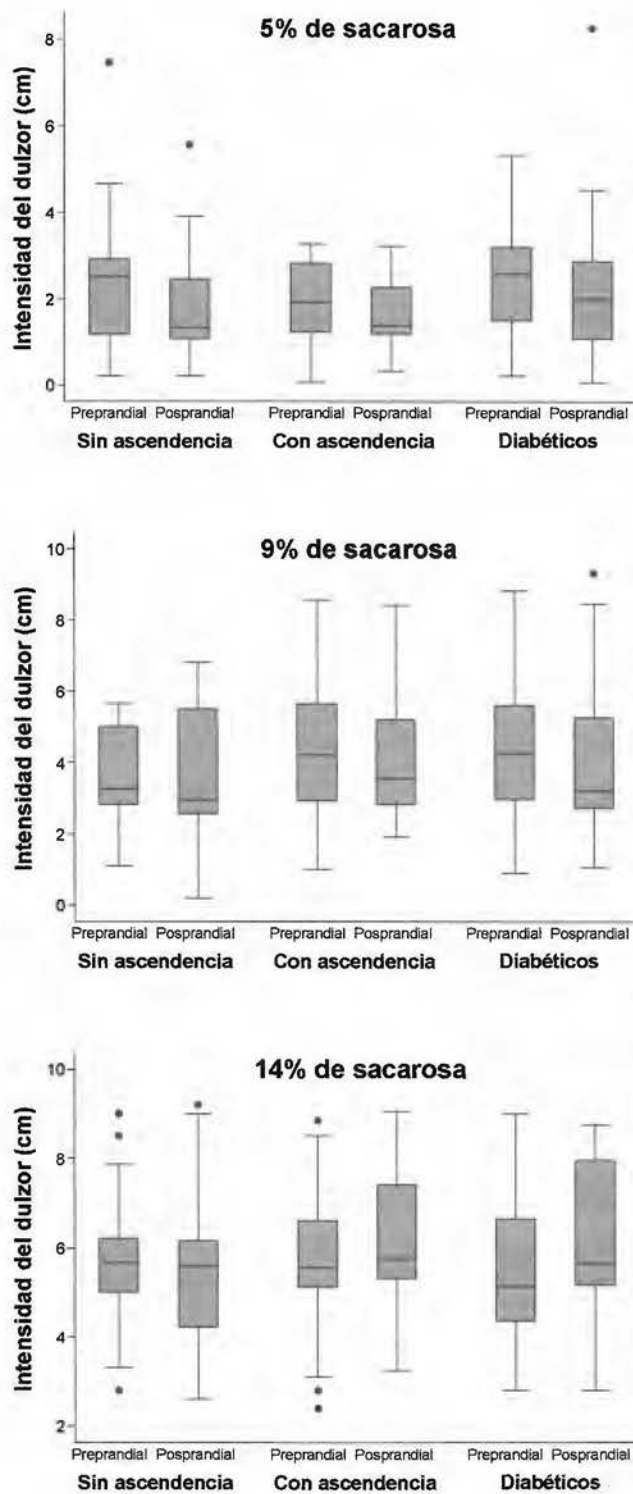 5% de sacarosa
Intensidad del dulzor (cm)
8
6
4
2
0
Preprandial Posprandial Preprandial Posprandial Preprandial Posprandial
Sin ascendencia Con ascendencia Diabéticos
9% de sacarosa
Intensidad del dulzor (cm)
10
8
6
4
2
0
Preprandial Posprandial Preprandial Posprandial Preprandial Posprandial
Sin ascendencia Con ascendencia Diabéticos
14% de sacarosa
Intensidad del dulzor (cm)
10
8
6
4
2
Preprandial Posprandial Preprandial Posprandial Preprandial Posprandial
Sin ascendencia Con ascendencia Diabéticos